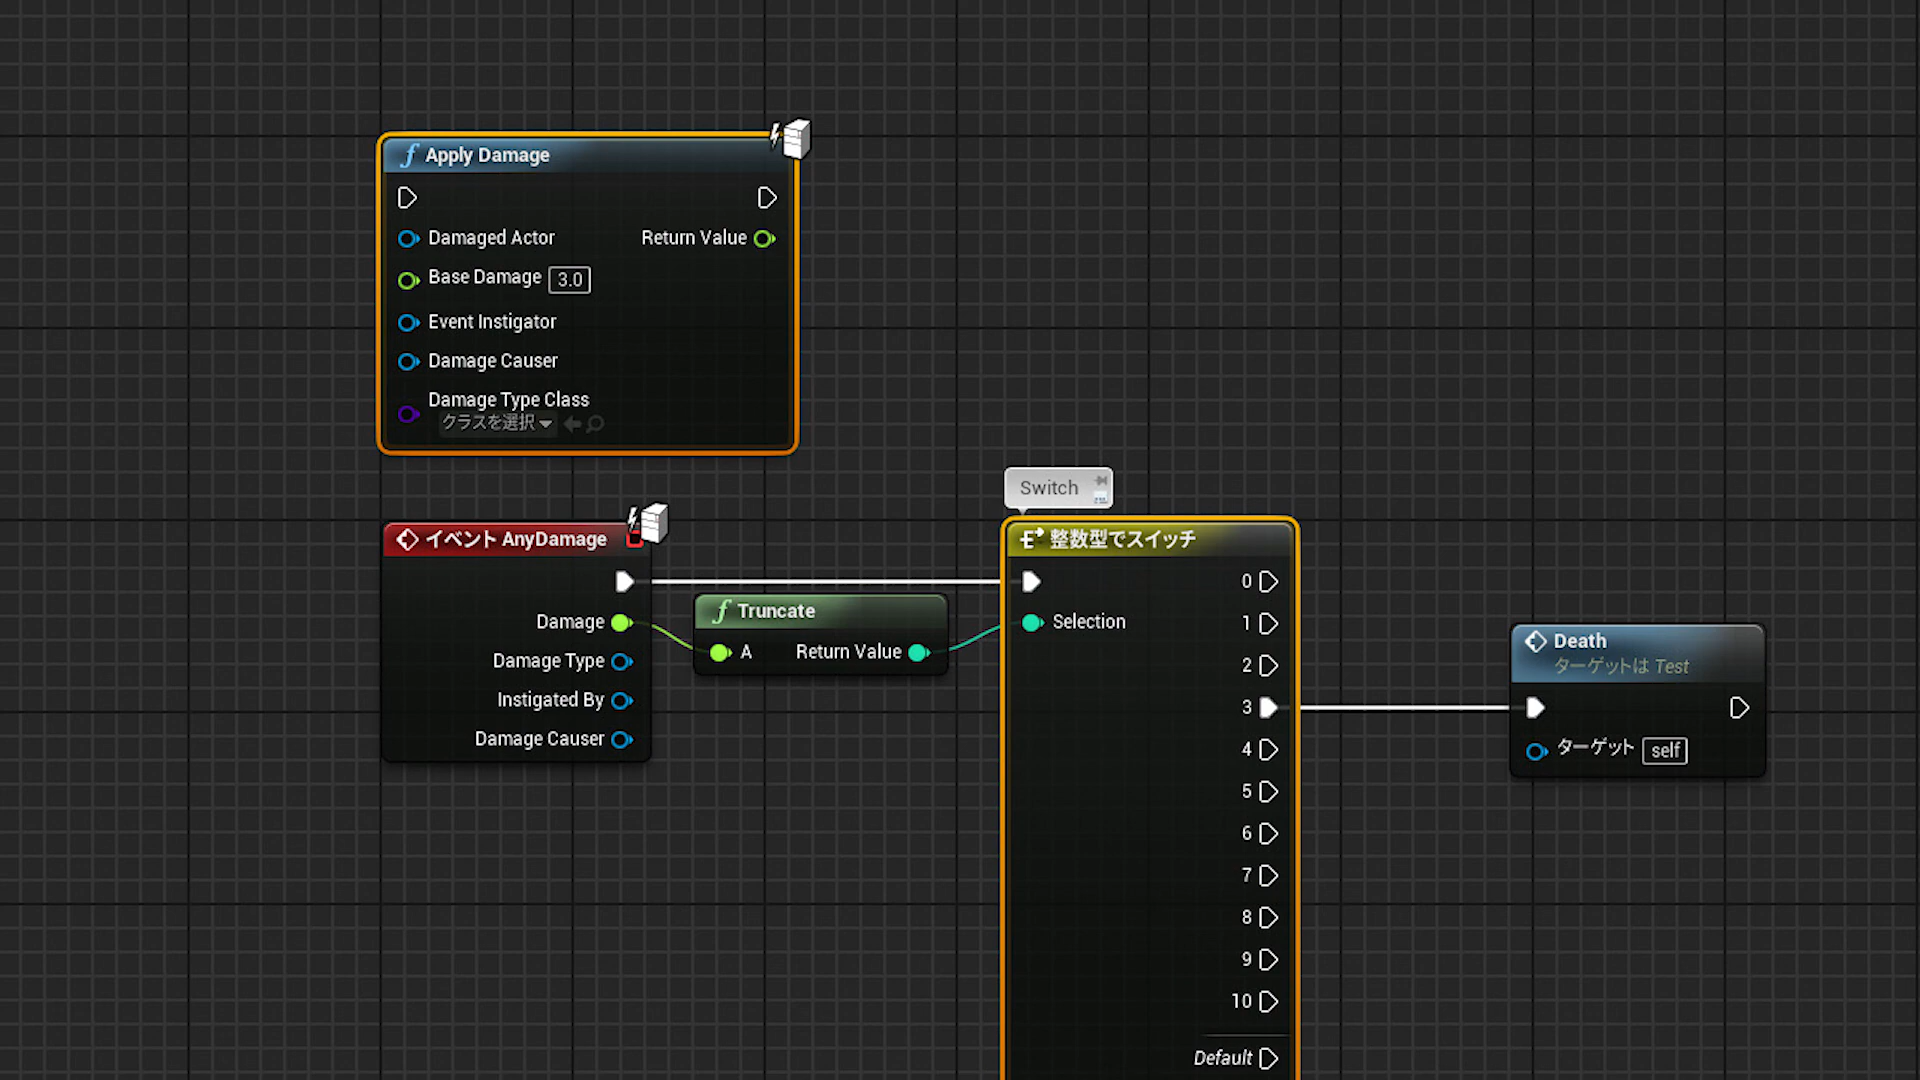 Apply Damage
Damaged Actor
Return Value
Base Damage 3.0
Event Instigator
Damage Causer
Damage Type Class
クラスを選択
イベント AnyDamage
Damage
Damage Type
Instigated By
Damage Causer
Truncate
A Return Value
Switch
整数型でスイッチ
Selection
0
1
2
3
4
5
6
7
8
9
10
Default
Death
ターゲットは Test
ターゲット self